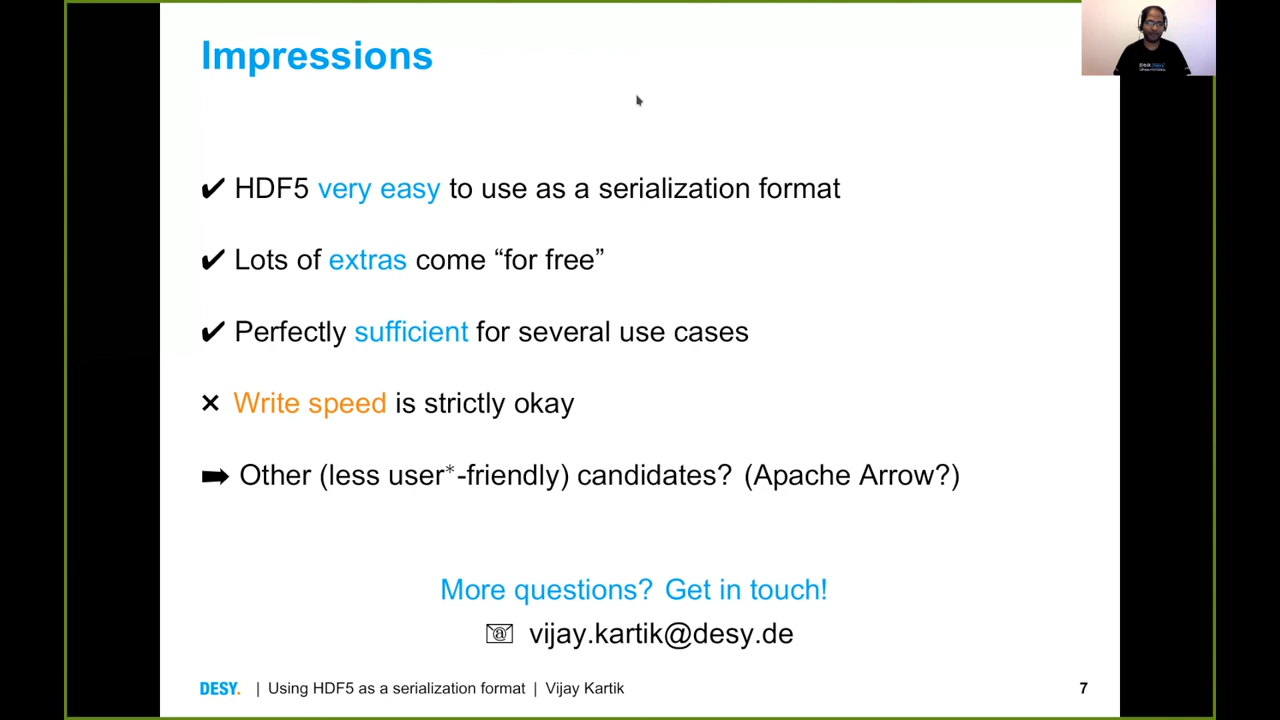 Impressions
✔ HDF5 very easy to use as a serialization format
✔ Lots of extras come “for free”
✔ Perfectly sufficient for several use cases
✕ Write speed is strictly okay
➡ Other (less user*-friendly) candidates? (Apache Arrow?)
More questions? Get in touch!
vijay.kartik@desy.de
DESY. | Using HDF5 as a serialization format | Vijay Kartik
7